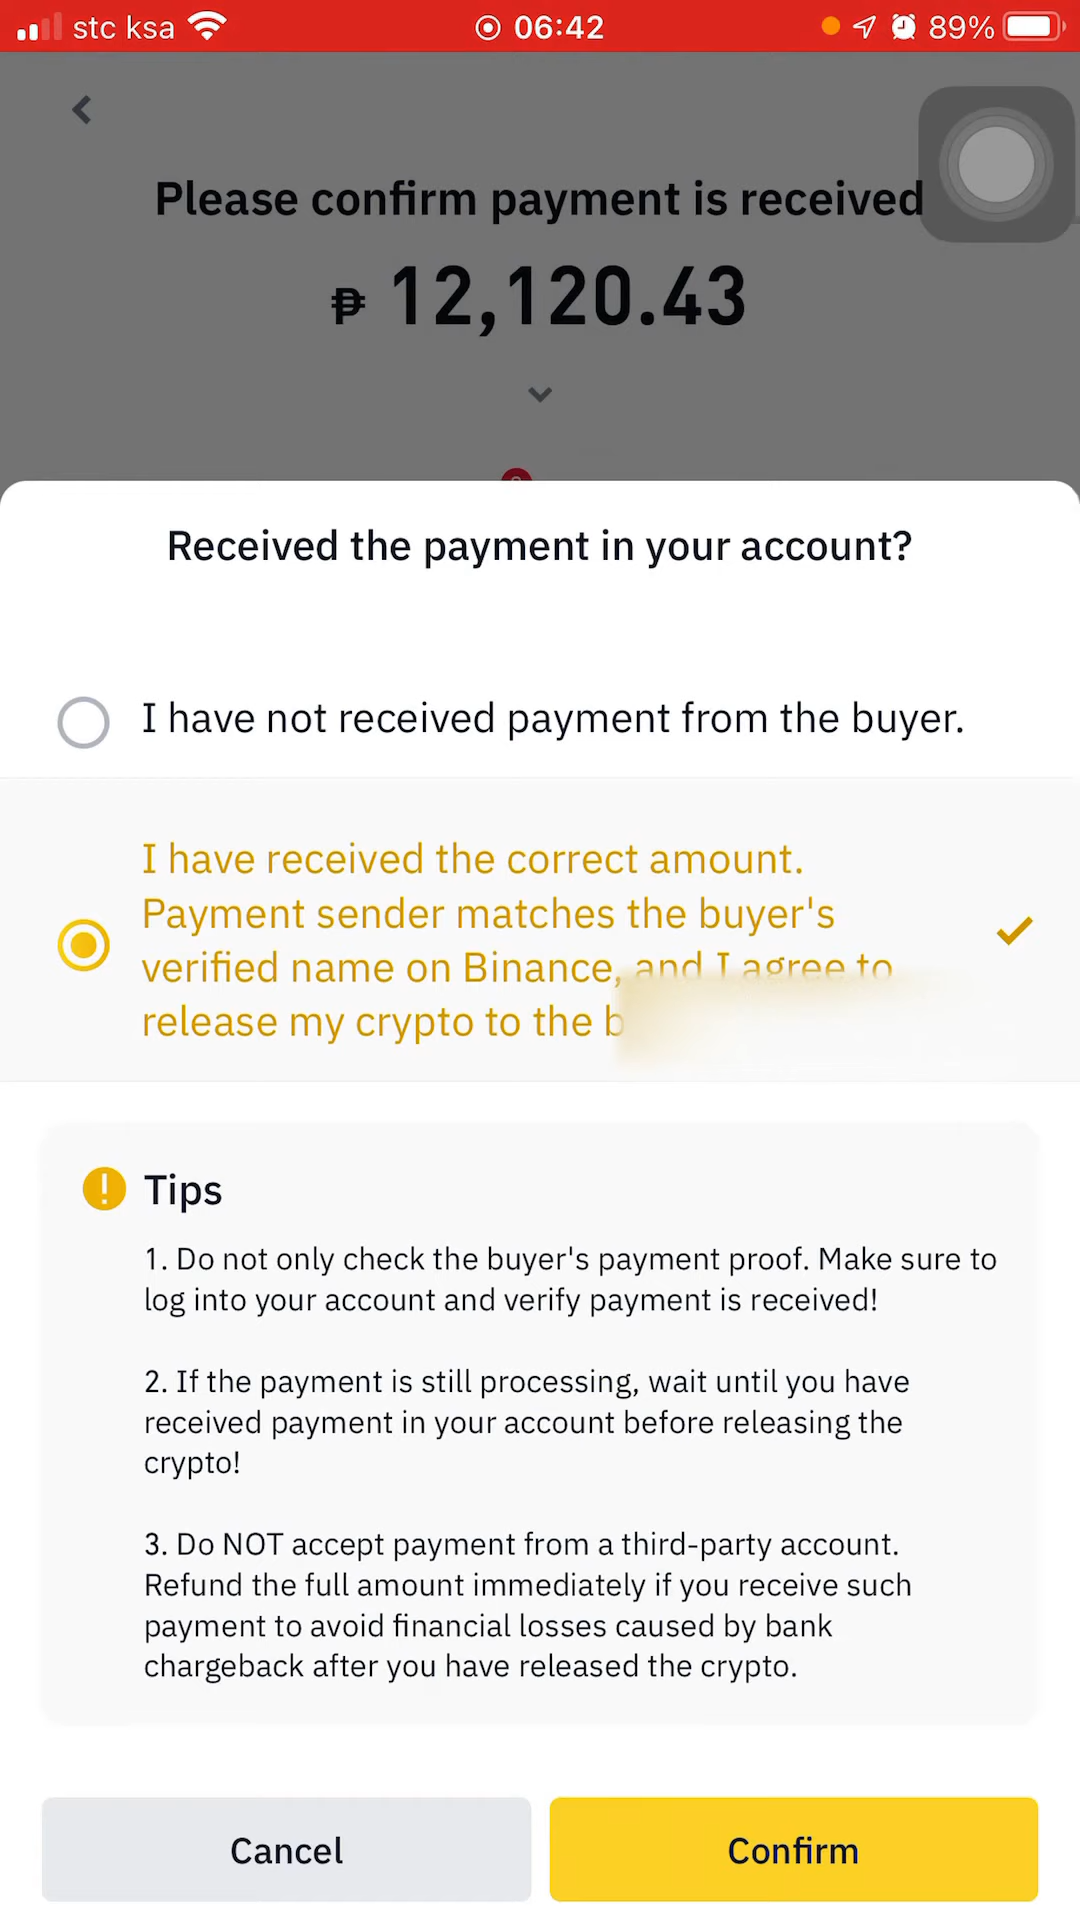 stc ksa 06:42 89%
Please confirm payment is received
₱ 12,120.43
Received the payment in your account?
I have not received payment from the buyer.
I have received the correct amount.
Payment sender matches the buyer's
verified name on Binance, and I agree to
release my crypto to the b
Tips
1. Do not only check the buyer's payment proof. Make sure to
log into your account and verify payment is received!
2. If the payment is still processing, wait until you have
received payment in your account before releasing the
crypto!
3. Do NOT accept payment from a third-party account.
Refund the full amount immediately if you receive such
payment to avoid financial losses caused by bank
chargeback after you have released the crypto.
Cancel
Confirm